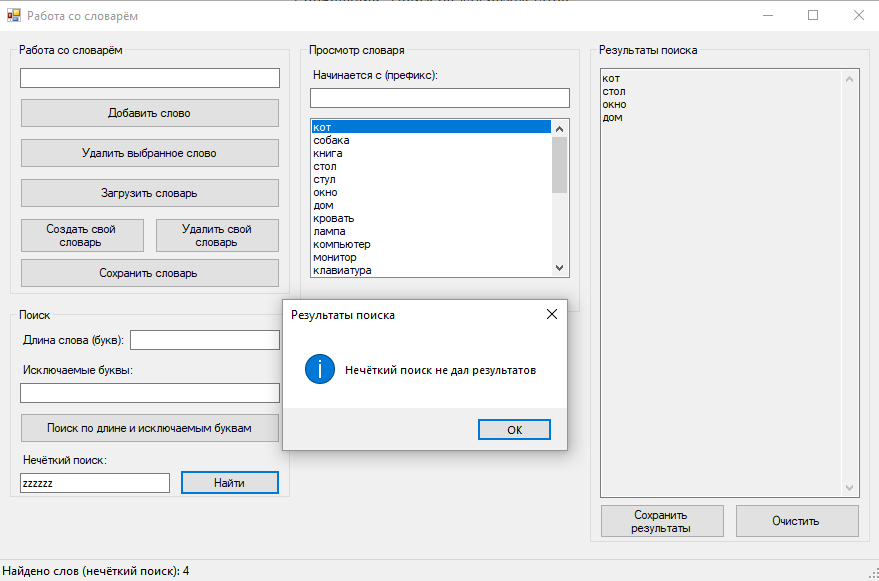 Работа со словарём
Работа со словарём
Добавить слово
Удалить выбранное слово
Загрузить словарь
Создать свой
словарь
Удалить свой
словарь
Сохранить словарь
Поиск
Длина слова (букв):
Исключаемые буквы:
Поиск по длине и исключаемым буквам
Нечёткий поиск:
zzzzzz
Найти
Просмотр словаря
Начинается с (префикс):
кот
собака
книга
стол
стул
окно
дом
кровать
лампа
компьютер
монитор
клавиатура
Результаты поиска
Нечёткий поиск не дал результатов
ОК
Результаты поиска
кот
стол
окно
дом
Сохранить
результаты
Очистить
Найдено слов (нечёткий поиск): 4